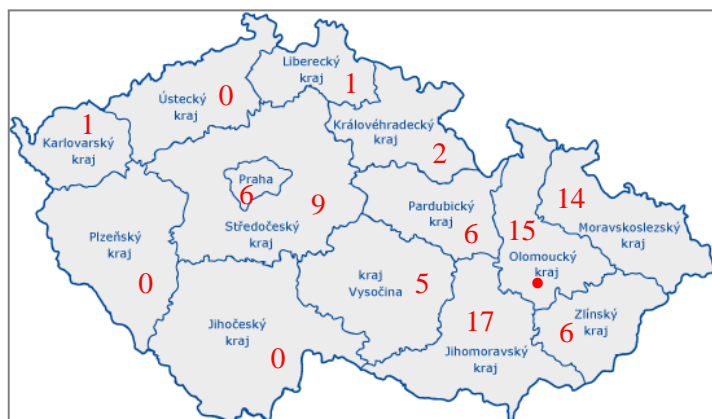 Liberecký
kraj
1
Ústecký
kraj
0
1
Karlovarský
kraj
Královéhradecký
kraj
2
Praha
6
9
Středočeský
kraj
Pardubický
kraj
6
15
14
Moravskoslezský
kraj
Plzeňský
kraj
0
Olomoucký
kraj
kraj
Vysočina
5
Jihočeský
kraj
0
17
Jihomoravský
kraj
Zlínský
kraj
6